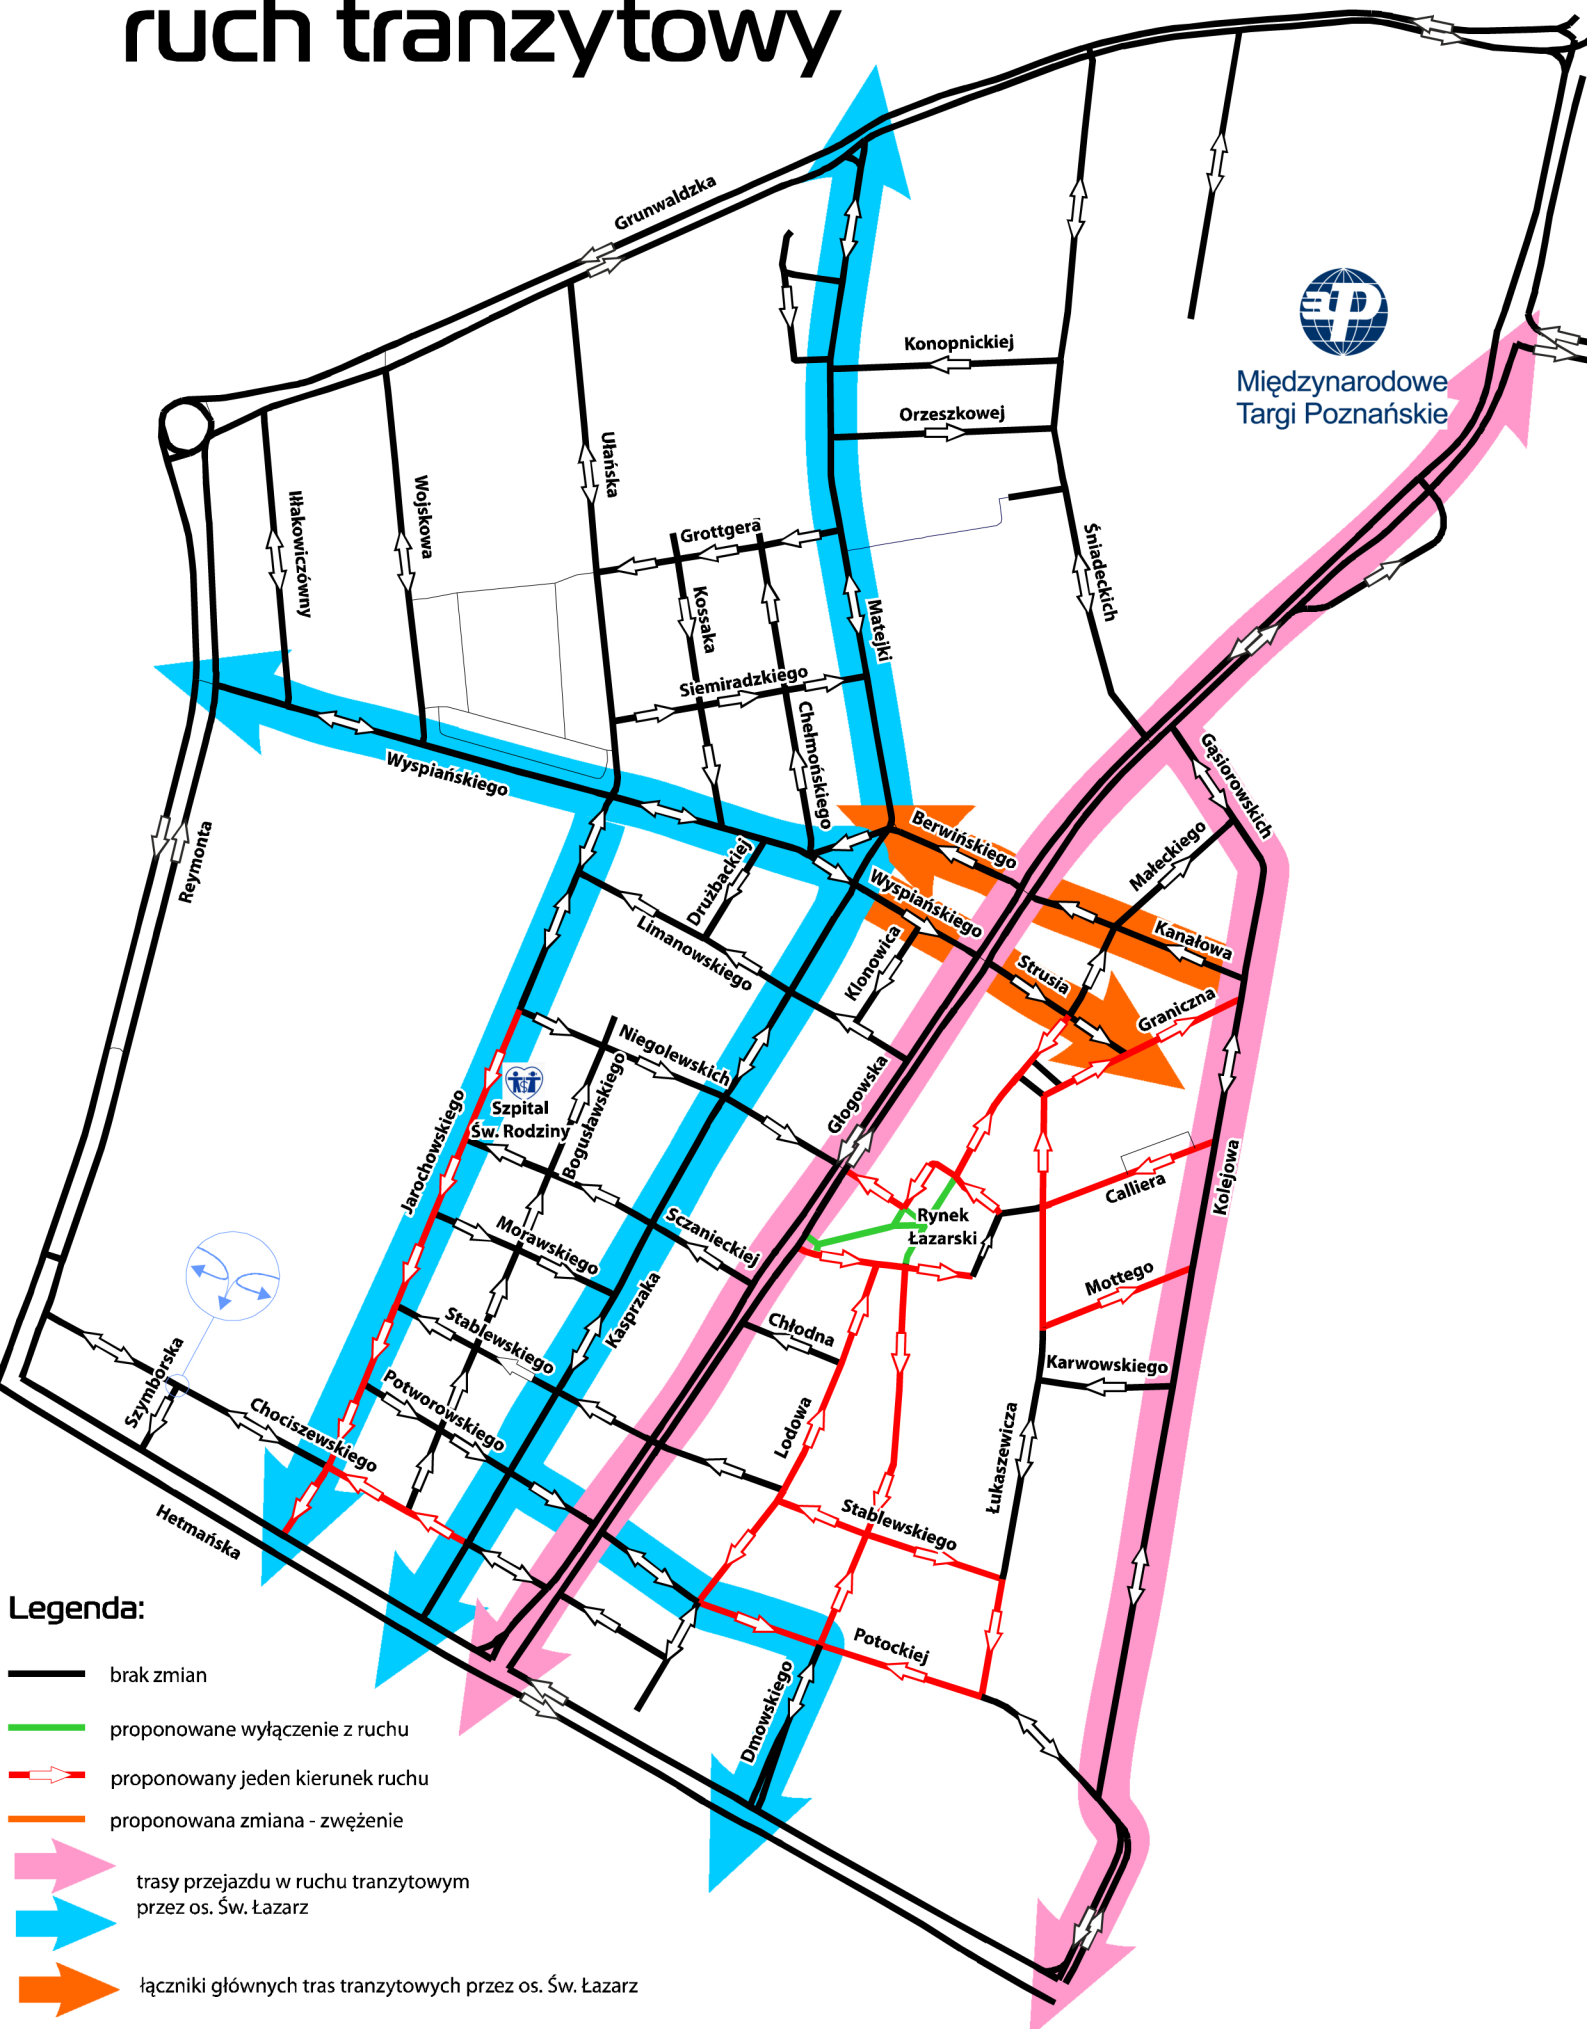 ruch tranzytowy
Grunwaldzka
Konopnickiej
Międzynarodowe
Targi Poznańskie
Orzeszkowej
Ułańska
Wojskowa
Iłłakowiczówny
Grottgera
Kossaka
Matejki
Śniadeckich
Siemiradzkiego
Chełmońskiego
Wyspiańskiego
Gąsiorowskich
Berwińskiego
Małeckiego
Reymonta
Drużbackiej
Wyspiańskiego
Limanowskiego
Klonowica
Kanałowa
Strusia
Graniczna
Niegolewskich
Głogowska
Szpital
Św. Rodziny
Bogusławskiego
Jarochowskiego
Kolejowa
Calliera
Rynek
Łazarski
Sczanieckiej
Morawskiego
Kasprzaka
Mottego
Chłodna
Stablewskiego
Karwowskiego
Szymborska
Potworowskiego
Chociszewskiego
Lodowa
Łukaszewicza
Stablewskiego
Hetmańska
Potockiej
Dmowskiego
Legenda:
brak zmian
proponowane wyłączenie z ruchu
proponowany jeden kierunek ruchu
proponowana zmiana - zwężenie
trasy przejazdu w ruchu tranzytowym
przez os. Św. Łazarz
łączniki głównych tras tranzytowych przez os. Św. Łazarz